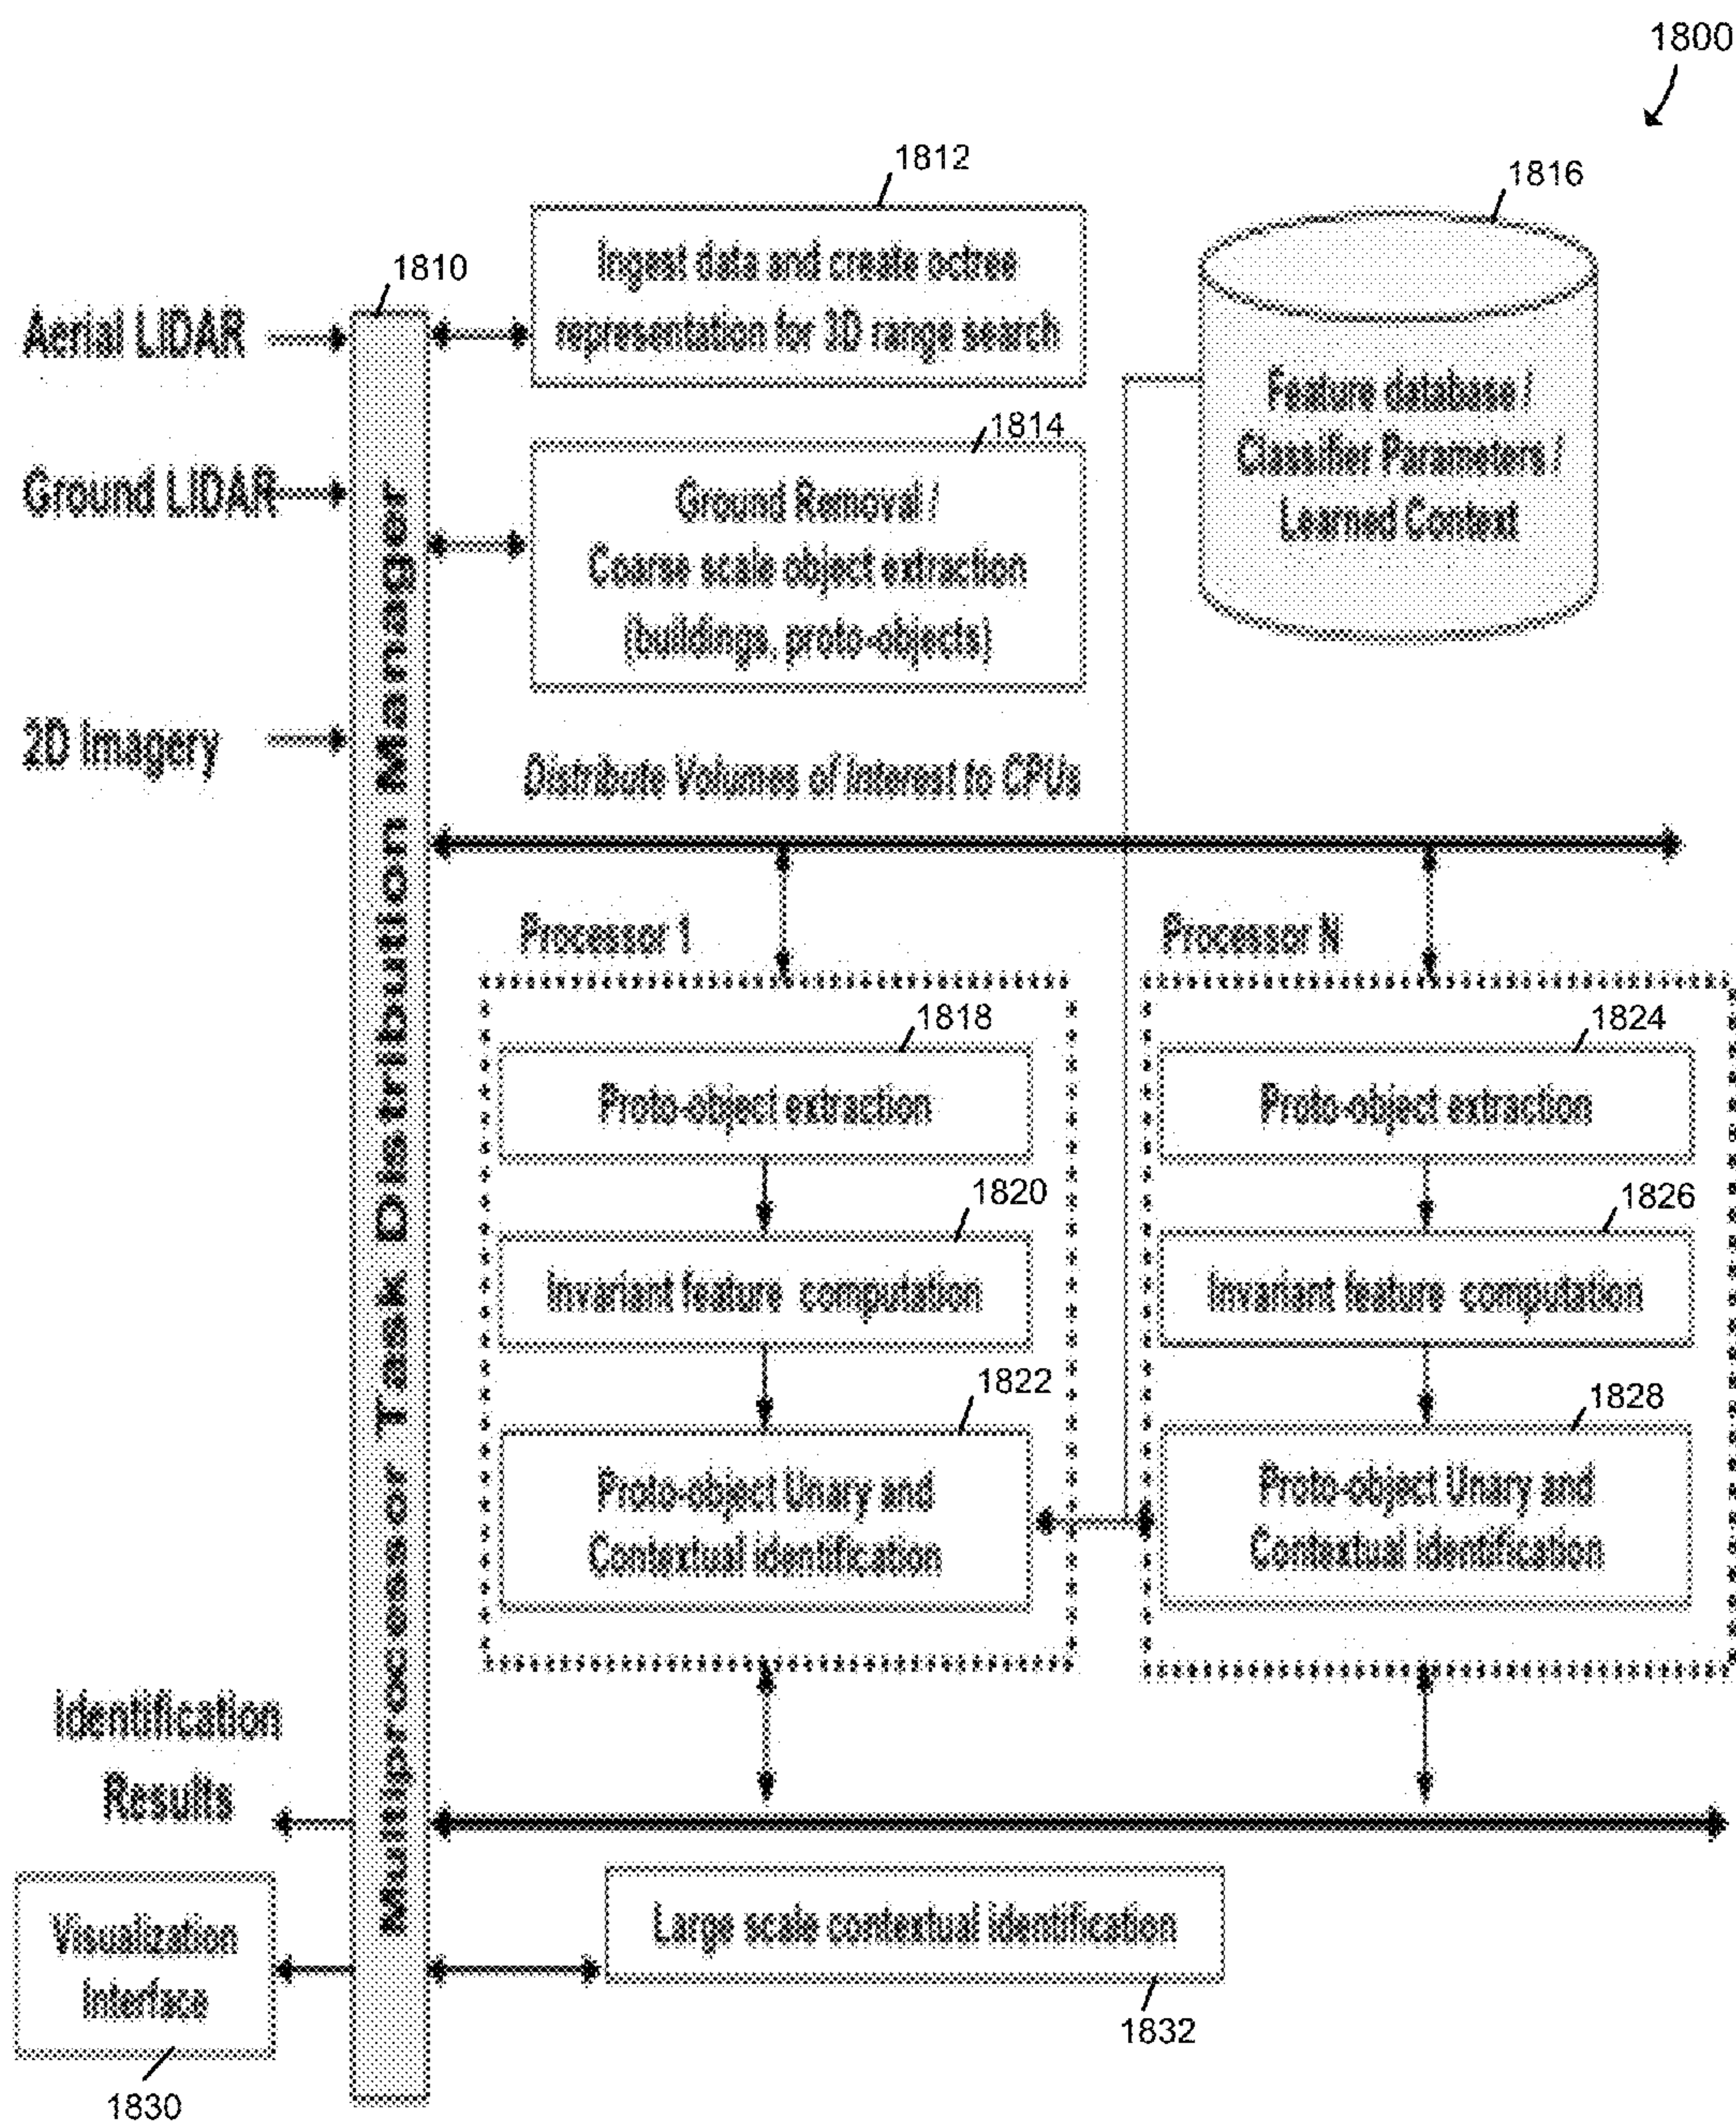 1800
1812
1816
Ingest data and create octree
representation for 3D range search
1810
Aerial LIDAR
Feature database /
Classifier Parameters /
Learned Context
1814
Ground LIDAR
Ground Removal /
Coarse scale object extraction
(buildings, proto-objects)
2D Imagery
Multiprocessor Task Distribution Manager
Distribute Volumes of Interest to CPUs
Processor 1
Processor N
1818
Proto-object extraction
1820
Invariant feature computation
1822
Proto-object Unary and
Contextual identification
1824
Proto-object extraction
1826
Invariant feature computation
1828
Proto-object Unary and
Contextual identification
Identification
Results
Visualization
Interface
1830
Large scale contextual identification
1832